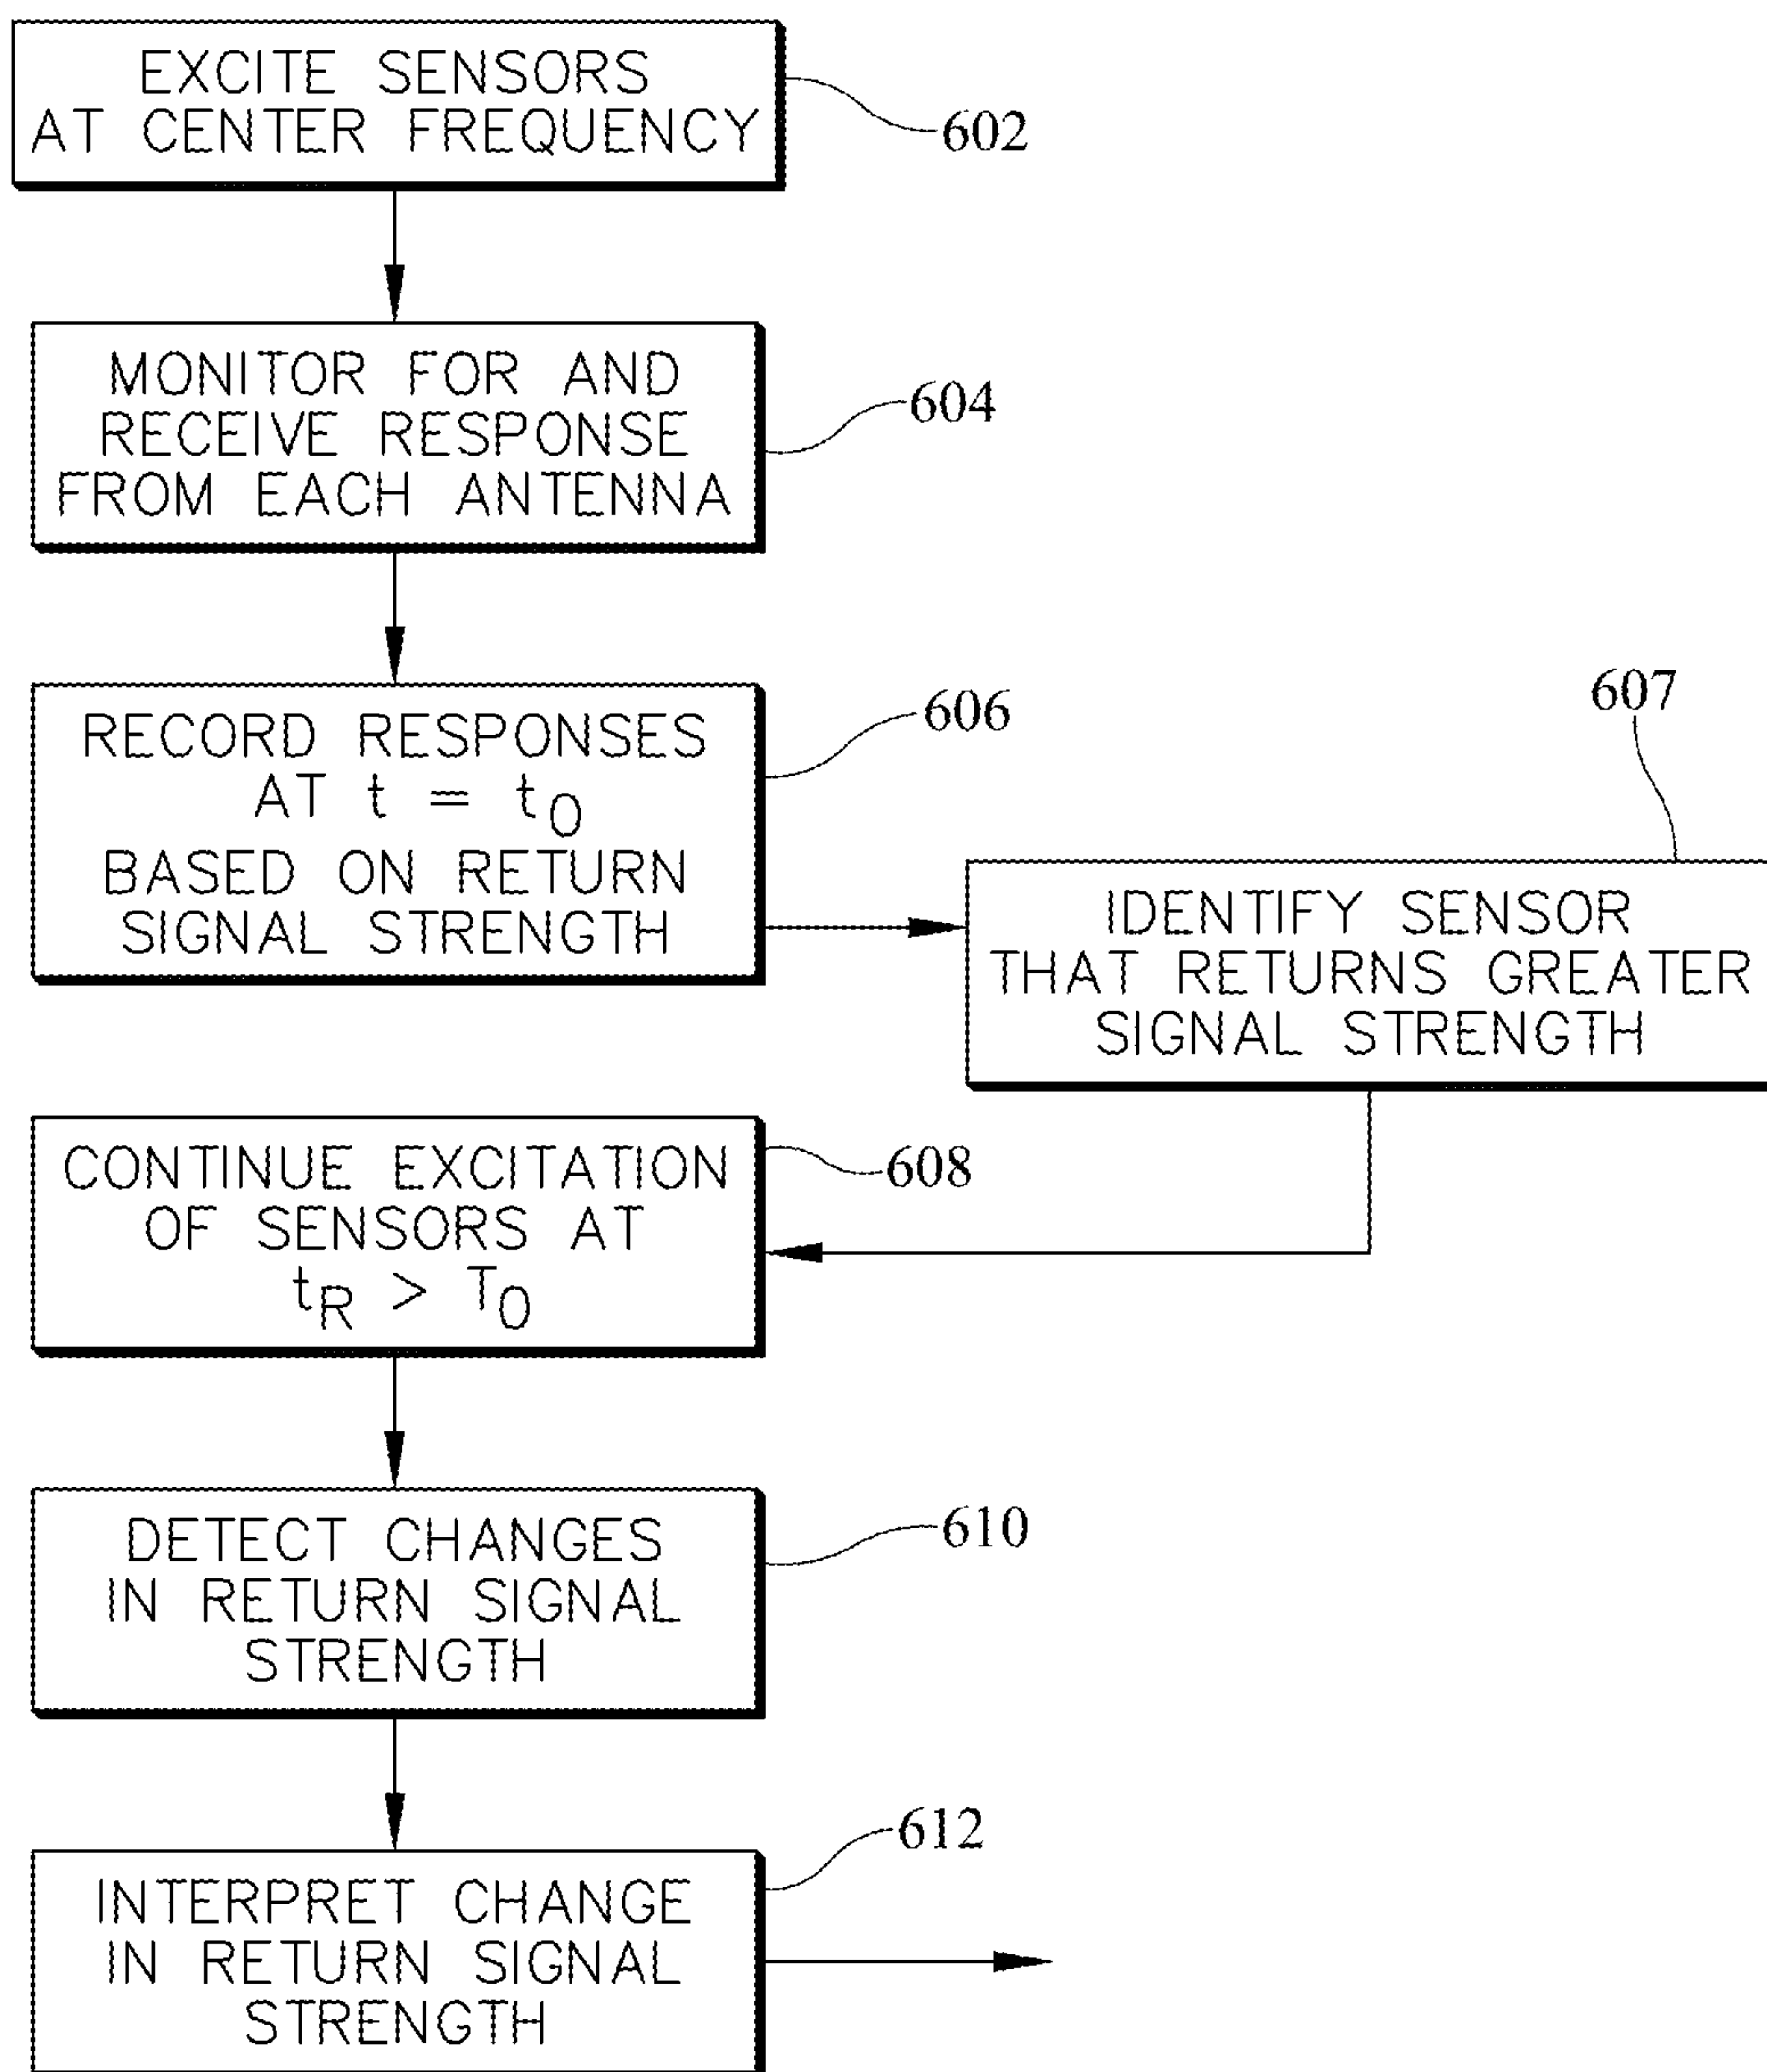 EXCITE SENSORS
AT CENTER FREQUENCY
602
MONITOR FOR AND
RECEIVE RESPONSE
FROM EACH ANTENNA
604
RECORD RESPONSES
AT t = t0
BASED ON RETURN
SIGNAL STRENGTH
606
607
IDENTIFY SENSOR
THAT RETURNS GREATER
SIGNAL STRENGTH
CONTINUE EXCITATION
OF SENSORS AT
tR > T0
608
DETECT CHANGES
IN RETURN SIGNAL
STRENGTH
610
INTERPRET CHANGE
IN RETURN SIGNAL
STRENGTH
612